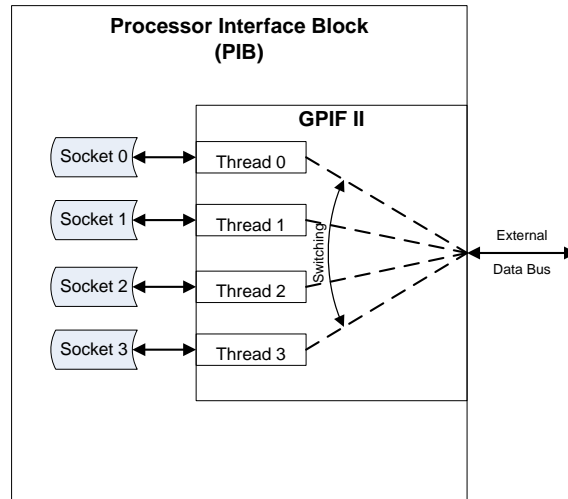 Processor Interface Block
(PIB)
GPIF II
Socket 0
Thread 0
Socket 1
Thread 1
Socket 2
Thread 2
Socket 3
Thread 3
Switching
External
Data Bus